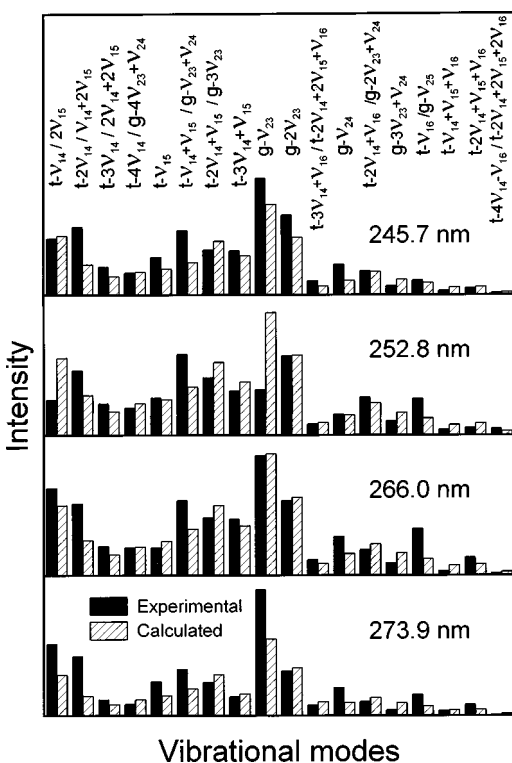 t-ν14 / 2ν15
t-2ν14 / ν14+2ν15
t-3ν14 / 2ν14+2ν15
t-4ν14 / g-4ν23+ν24
t-ν15
t-ν14+ν15 / g-ν23+ν24
t-2ν14+ν15 / g-3ν23
t-3ν14+ν15
g-ν23
g-2ν23
t-3ν14+ν16 / t-2ν14+2ν15+ν16
g-ν24
t-2ν14+ν16 /g-2ν23+ν24
g-3ν23+ν24
t-ν16 /g-ν25
t-ν14+ν15+ν16
t-2ν14+ν15+ν16
t-4ν14-ν16 / t-2ν14+2ν15+2ν16
245.7 nm
252.8 nm
266.0 nm
273.9 nm
Experimental
Calculated
Intensity
Vibrational modes